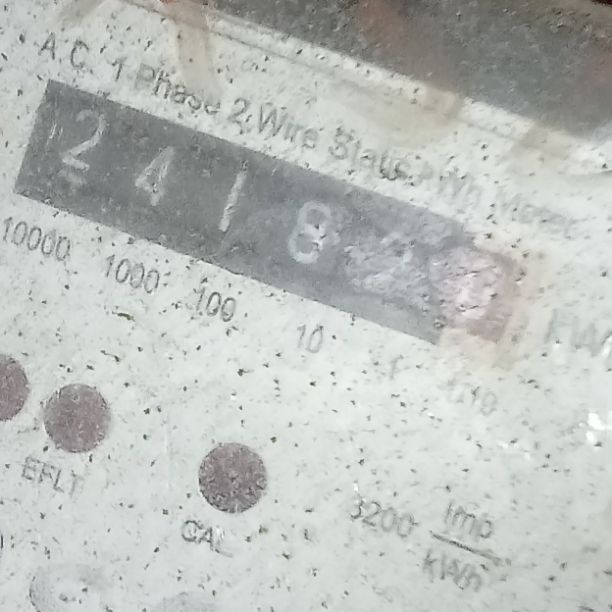 A.C. 1 Phase 2 Wire Static kWh Meter
2 4 1 8
10000 1000 100 10 1 1/10
EFLT
CAL
3200 imp
kWh